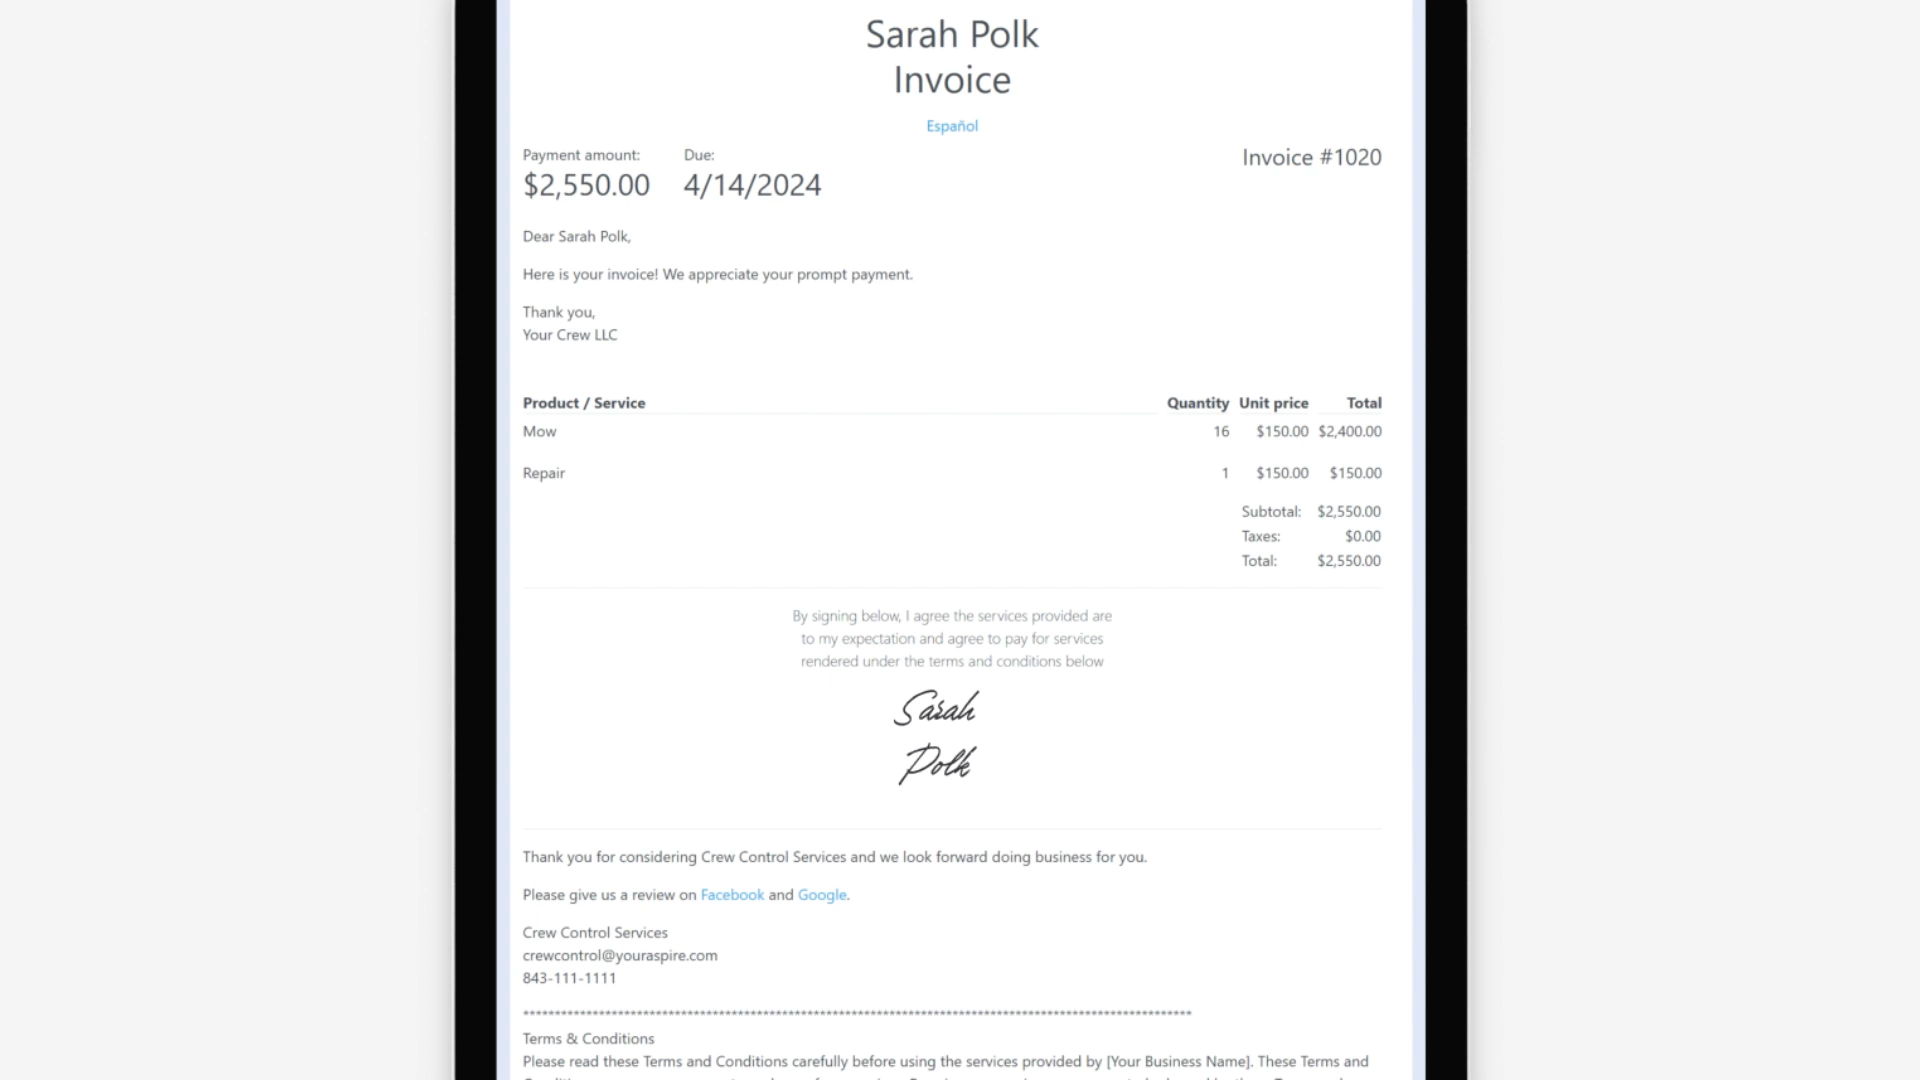 Sarah Polk
Invoice
Español
Payment amount: Due:
$2,550.00 4/14/2024
Invoice #1020
Dear Sarah Polk,
Here is your invoice! We appreciate your prompt payment.
Thank you,
Your Crew LLC
Product / Service Quantity Unit price Total
Mow 16 $150.00 $2,400.00
Repair 1 $150.00 $150.00
Subtotal: $2,550.00
Taxes: $0.00
Total: $2,550.00
By signing below, I agree the services provided are
to my expectation and agree to pay for services
rendered under the terms and conditions below
Sarah
Polk
Thank you for considering Crew Control Services and we look forward doing business for you.
Please give us a review on Facebook and Google.
Crew Control Services
crewcontrol@youraspire.com
843-111-1111
Terms & Conditions
Please read these Terms and Conditions carefully before using the services provided by [Your Business Name]. These Terms and